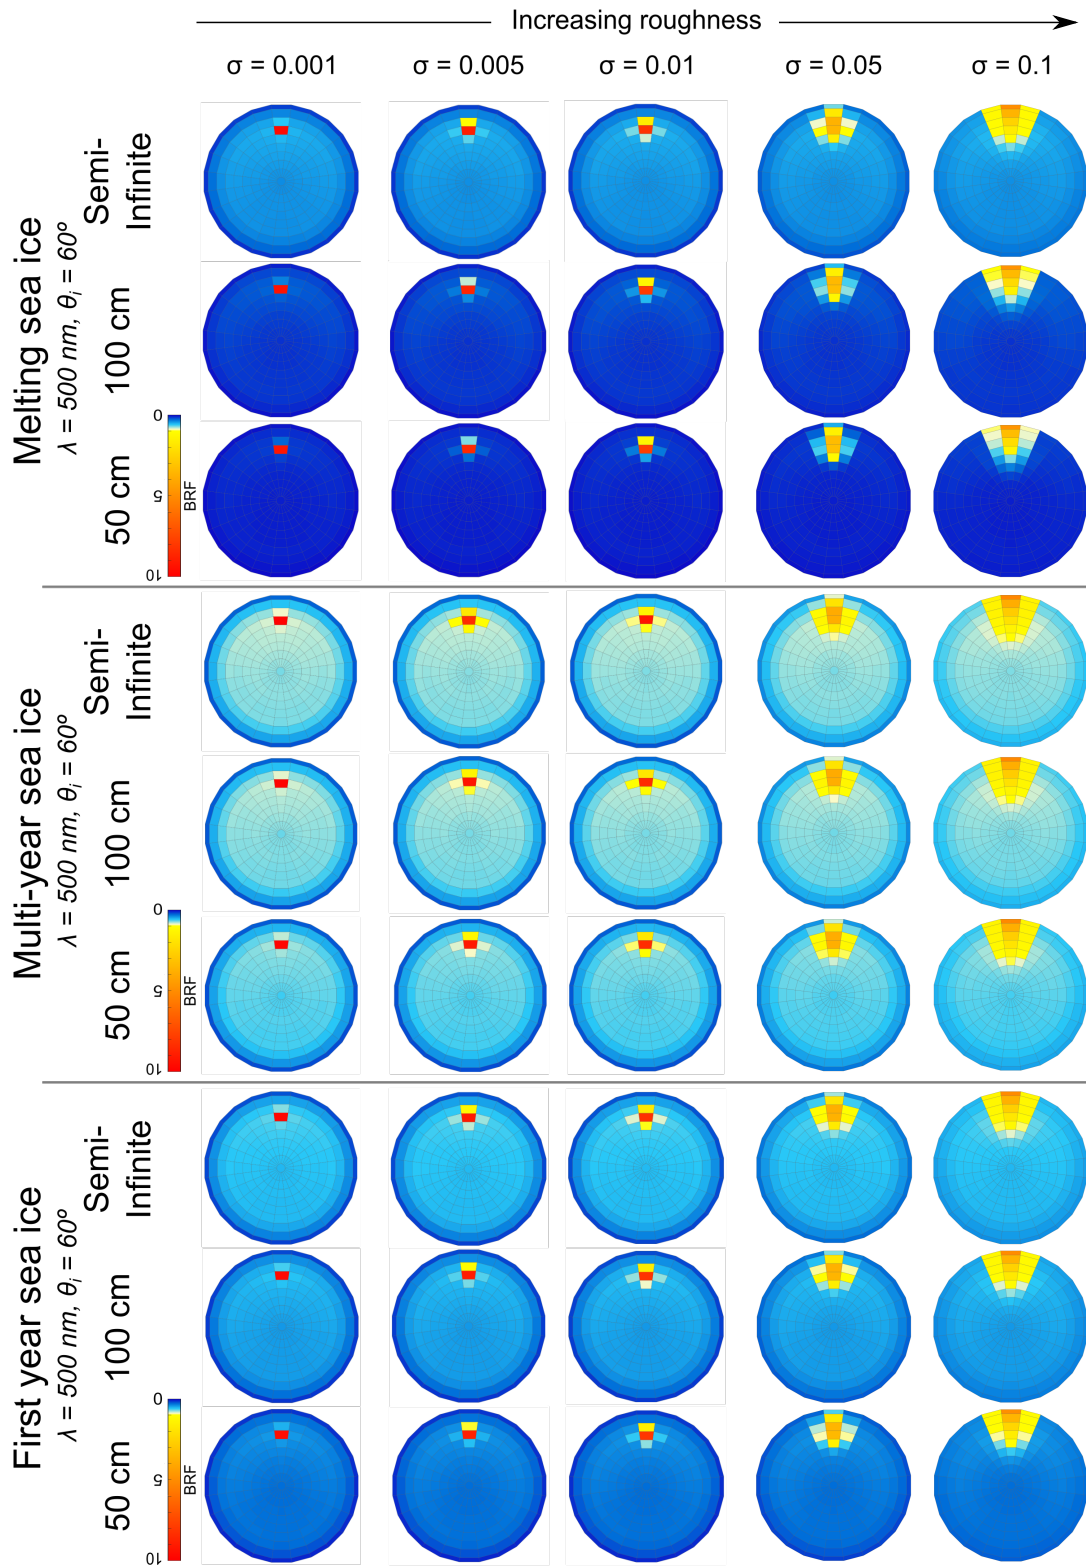 Increasing roughness
σ = 0.001 σ = 0.005 σ = 0.01 σ = 0.05 σ = 0.1
Melting sea ice
λ = 500 nm, θi = 60º
Semi-
Infinite
100 cm
50 cm
0
5
10
BRF
Multi-year sea ice
λ = 500 nm, θi = 60º
Semi-
Infinite
100 cm
50 cm
0
5
10
BRF
First year sea ice
λ = 500 nm, θi = 60º
Semi-
Infinite
100 cm
50 cm
0
5
10
BRF